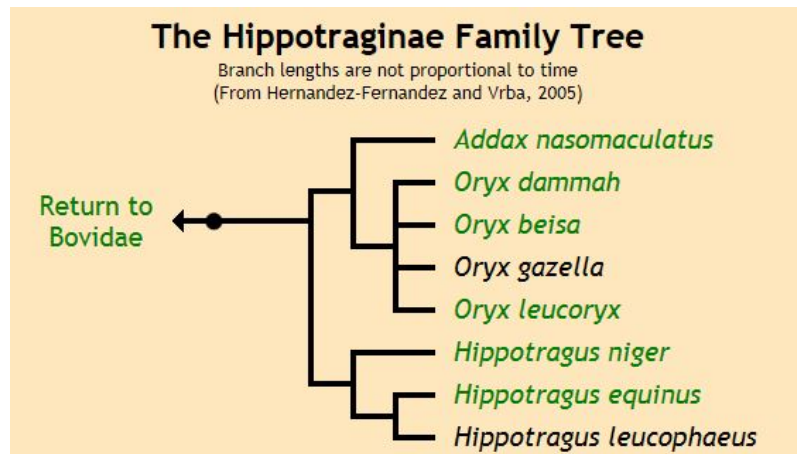 The Hippotraginae Family Tree
Branch lengths are not proportional to time
(From Hernandez-Fernandez and Vrba, 2005)
Return to
Bovidae
Addax nasomaculatus
Oryx dammah
Oryx beisa
Oryx gazella
Oryx leucoryx
Hippotragus niger
Hippotragus equinus
Hippotragus leucophaeus